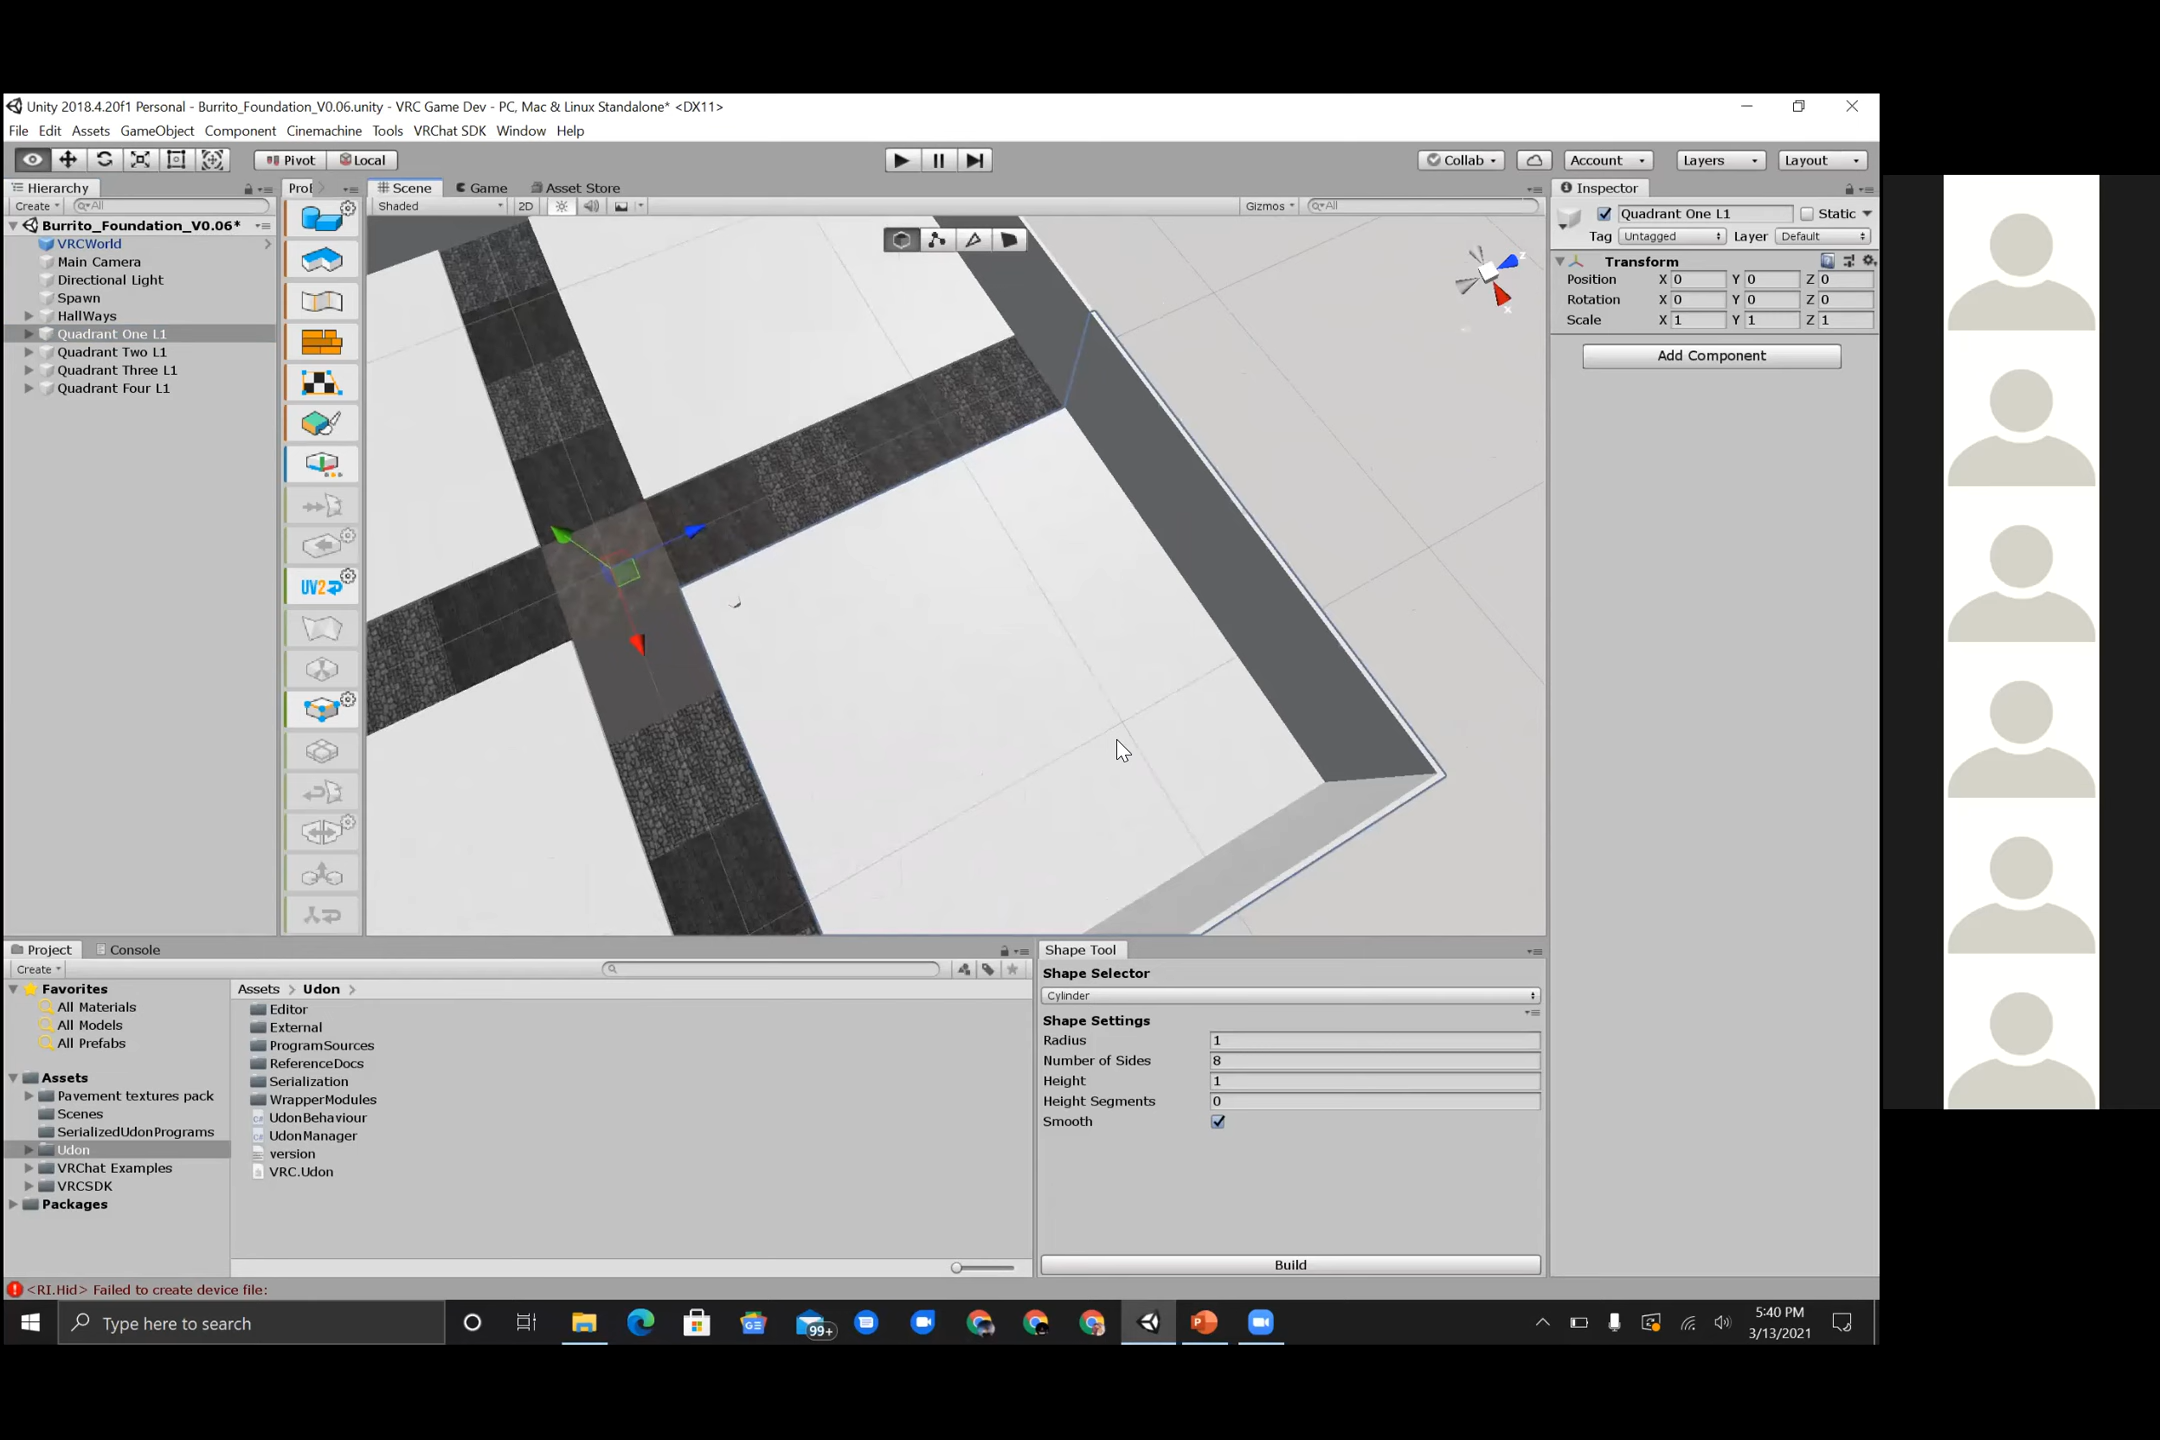 Unity 2018.4.20f1 Personal - Burrito_Foundation_V0.06.unity - VRC Game Dev - PC, Mac & Linux Standalone* <DX11>
File Edit Assets GameObject Component Cinemachine Tools VRChat SDK Window Help
Pivot Local Collab Account Layers Layout
Hierarchy Scene Game Asset Store Inspector
Create All Shaded 2D Gizmos All
Burrito_Foundation_V0.06*
VRCWorld
Main Camera
Directional Light
Spawn
HallWays
Quadrant One L1
Quadrant Two L1
Quadrant Three L1
Quadrant Four L1
UV2
x
Quadrant One L1 Static
Tag Untagged Layer Default
Transform
Position X 0 Y 0 Z 0
Rotation X 0 Y 0 Z 0
Scale X 1 Y 1 Z 1
Add Component
Project Console
Create
Favorites
All Materials
All Models
All Prefabs
Assets
Pavement textures pack
Scenes
SerializedUdonPrograms
Udon
VRChat Examples
VRCSDK
Packages
Assets > Udon >
Editor
External
ProgramSources
ReferenceDocs
Serialization
WrapperModules
UdonBehaviour
UdonManager
version
VRC.Udon
Shape Tool
Shape Selector
Cylinder
Shape Settings
Radius 1
Number of Sides 8
Height 1
Height Segments 0
Smooth
Build
<RI.Hid> Failed to create device file:
Type here to search
99+
5:40 PM
3/13/2021